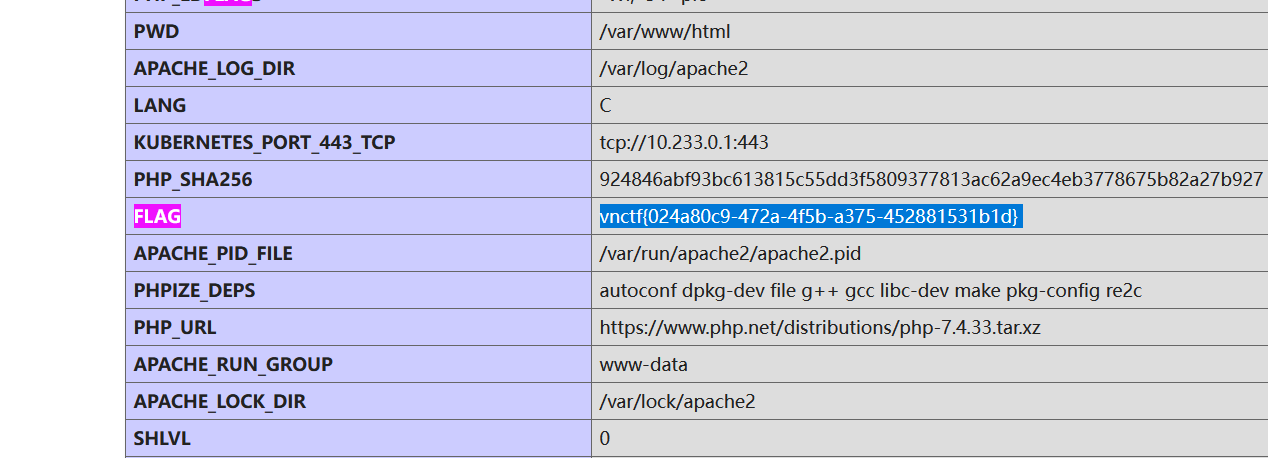 PWD /var/www/html
APACHE_LOG_DIR /var/log/apache2
LANG C
KUBERNETES_PORT_443_TCP tcp://10.233.0.1:443
PHP_SHA256 924846abf93bc613815c55dd3f5809377813ac62a9ec4eb3778675b82a27b927
FLAG vnctf{024a80c9-472a-4f5b-a375-452881531b1d}
APACHE_PID_FILE /var/run/apache2/apache2.pid
PHPIZE_DEPS autoconf dpkg-dev file g++ gcc libc-dev make pkg-config re2c
PHP_URL https://www.php.net/distributions/php-7.4.33.tar.xz
APACHE_RUN_GROUP www-data
APACHE_LOCK_DIR /var/lock/apache2
SHLVL 0